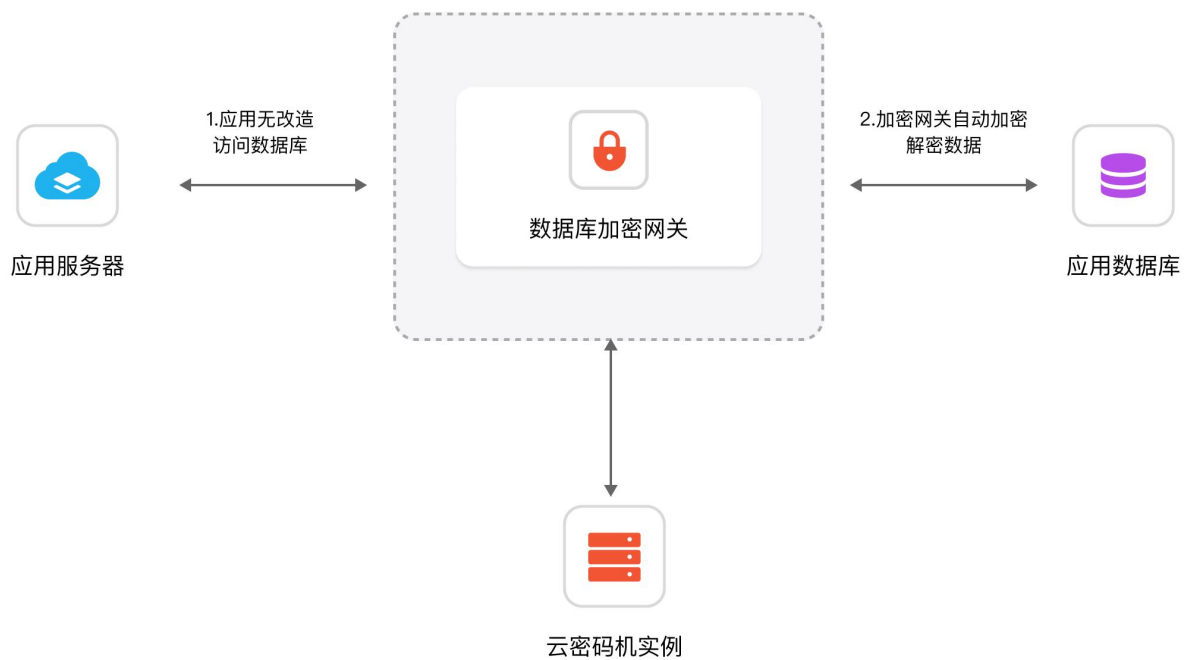 1.应用无改造
访问数据库
2.加密网关自动加密
解密数据
数据库加密网关
应用服务器
应用数据库
云密码机实例